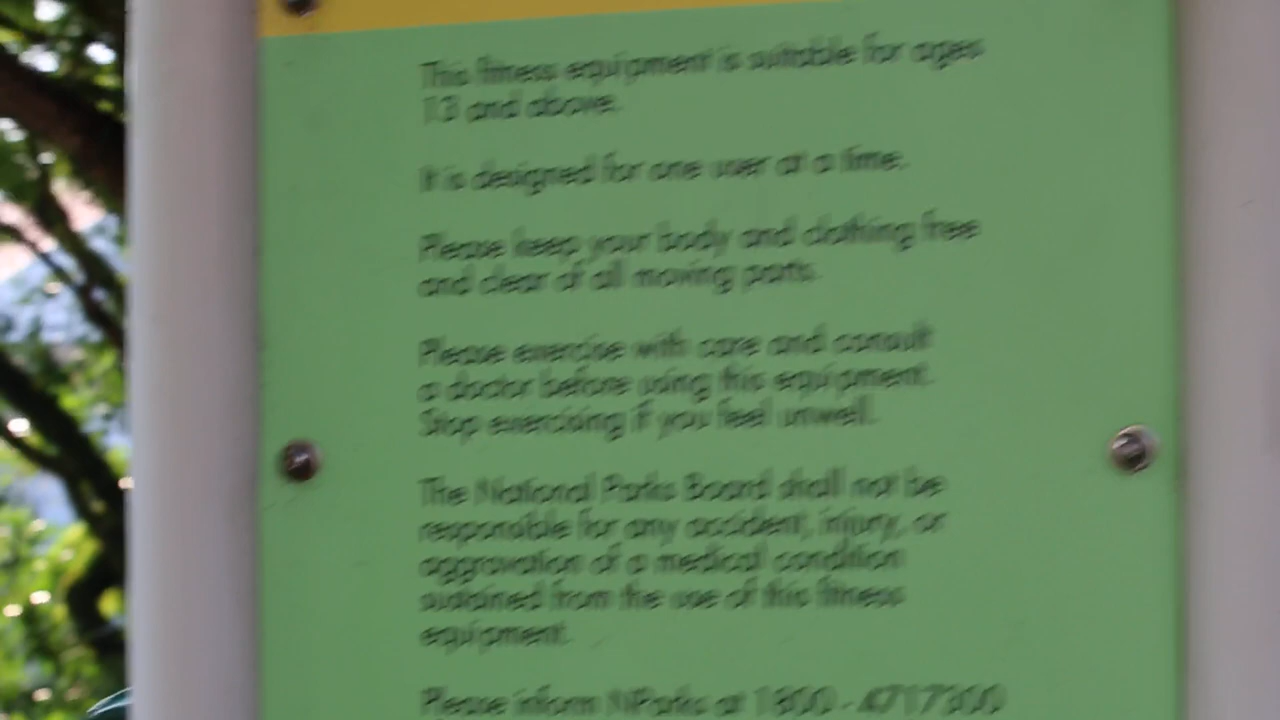 This fitness equipment is suitable for ages
13 and above.
It is designed for one user at a time.
Please keep your body and clothing free
and clear of all moving parts.
Please exercise with care and consult
a doctor before using this equipment.
Stop exercising if you feel unwell.
The National Parks Board shall not be
responsible for any accident, injury, or
aggravation of a medical condition
sustained from the use of this fitness
equipment.
Please inform NParks at 1800 - 4717300